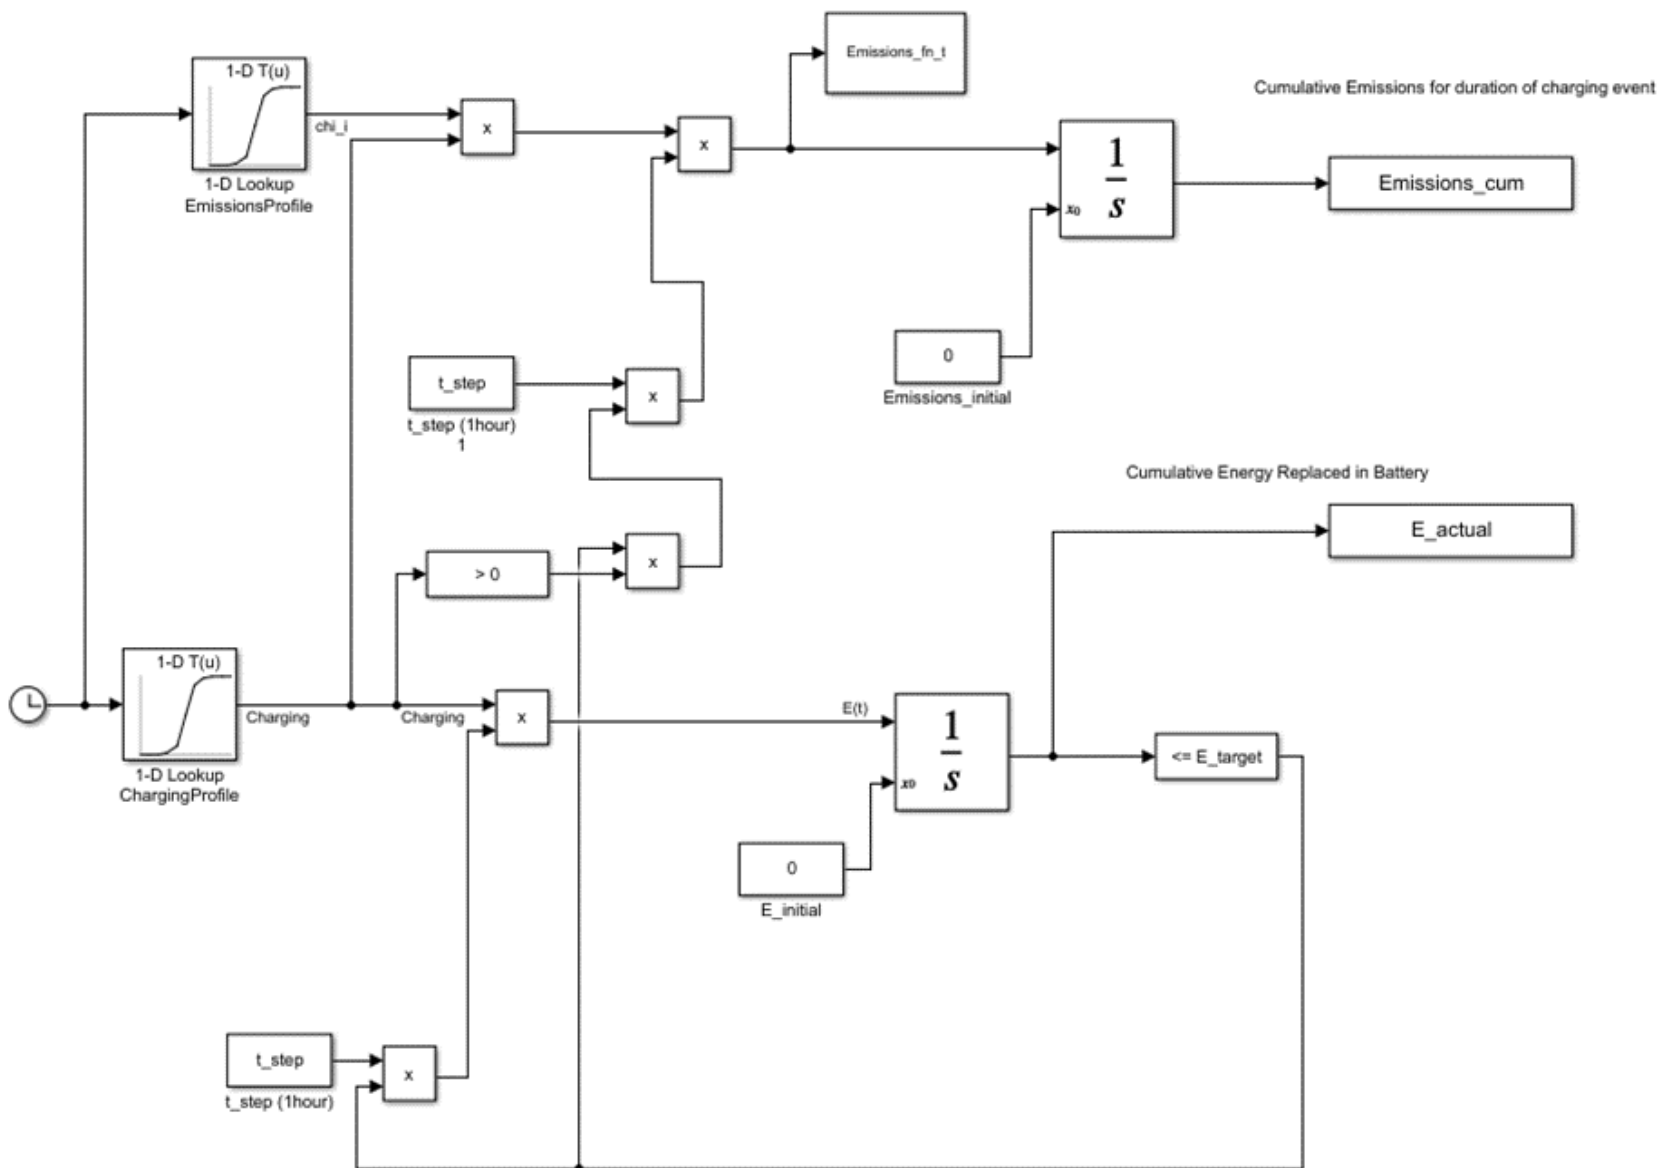 Emissions_fn_t
1-D T(u)
Cumulative Emissions for duration of charging event
chi_i
x
x
1
s
x0
Emissions_cum
1-D Lookup
EmissionsProfile
0
Emissions_initial
t_step
x
t_step (1hour)
1
Cumulative Energy Replaced in Battery
E_actual
> 0
x
1-D T(u)
Charging
Charging
x
E(t)
1
s
x0
<= E_target
1-D Lookup
ChargingProfile
0
E_initial
t_step
x
t_step (1hour)